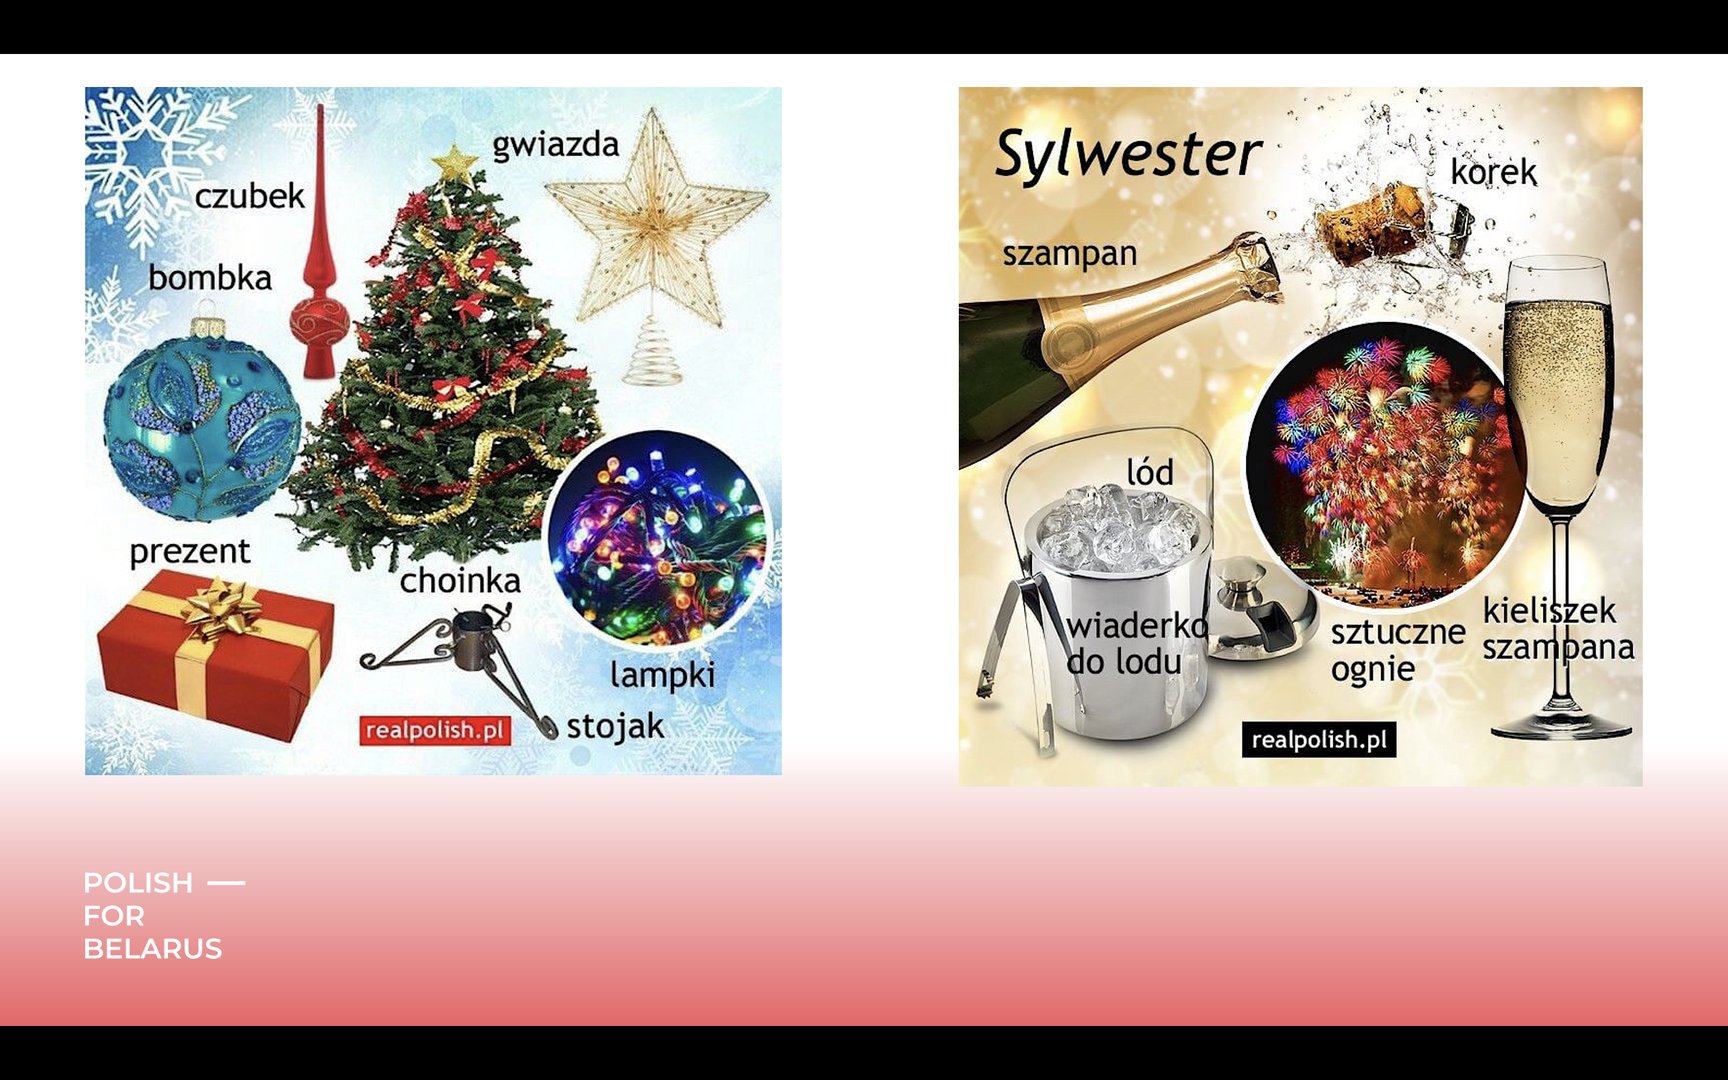 gwiazda
czubek
bombka
prezent
choinka
lampki
stojak
realpolish.pl
Sylwester
korek
szampan
lód
wiaderko
do lodu
sztuczne
ognie
kieliszek
szampana
realpolish.pl
POLISH —
FOR
BELARUS